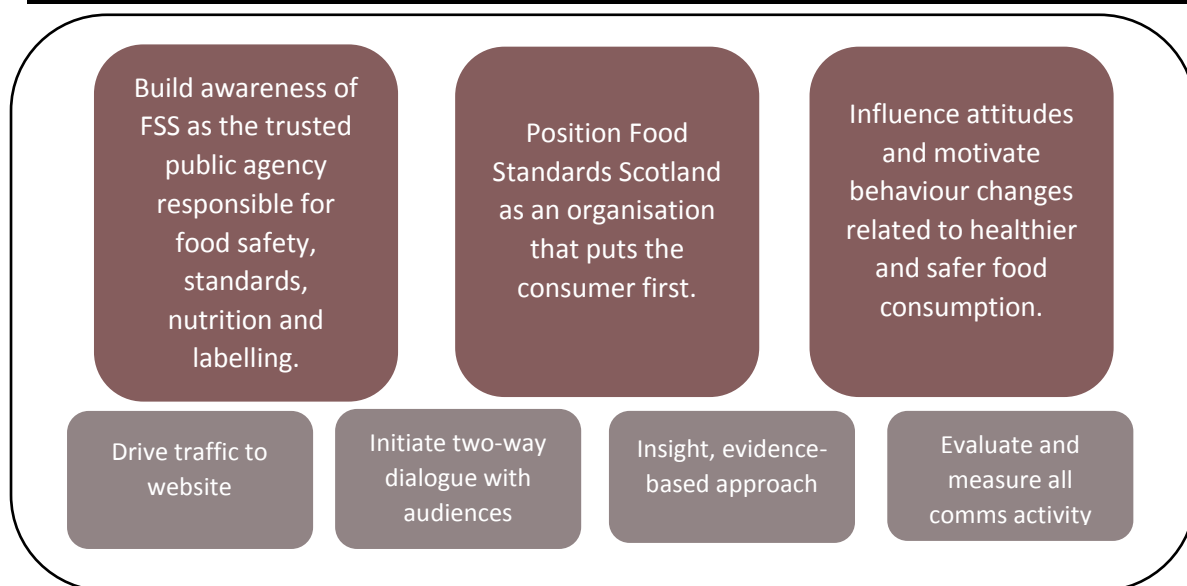 Build awareness of
FSS as the trusted
public agency
responsible for
food safety,
standards,
nutrition and
labelling.
Position Food
Standards Scotland
as an organisation
that puts the
consumer first.
Influence attitudes
and motivate
behaviour changes
related to healthier
and safer food
consumption.
Drive traffic to
website
Initiate two-way
dialogue with
audiences
Insight, evidence-
based approach
Evaluate and
measure all
comms activity